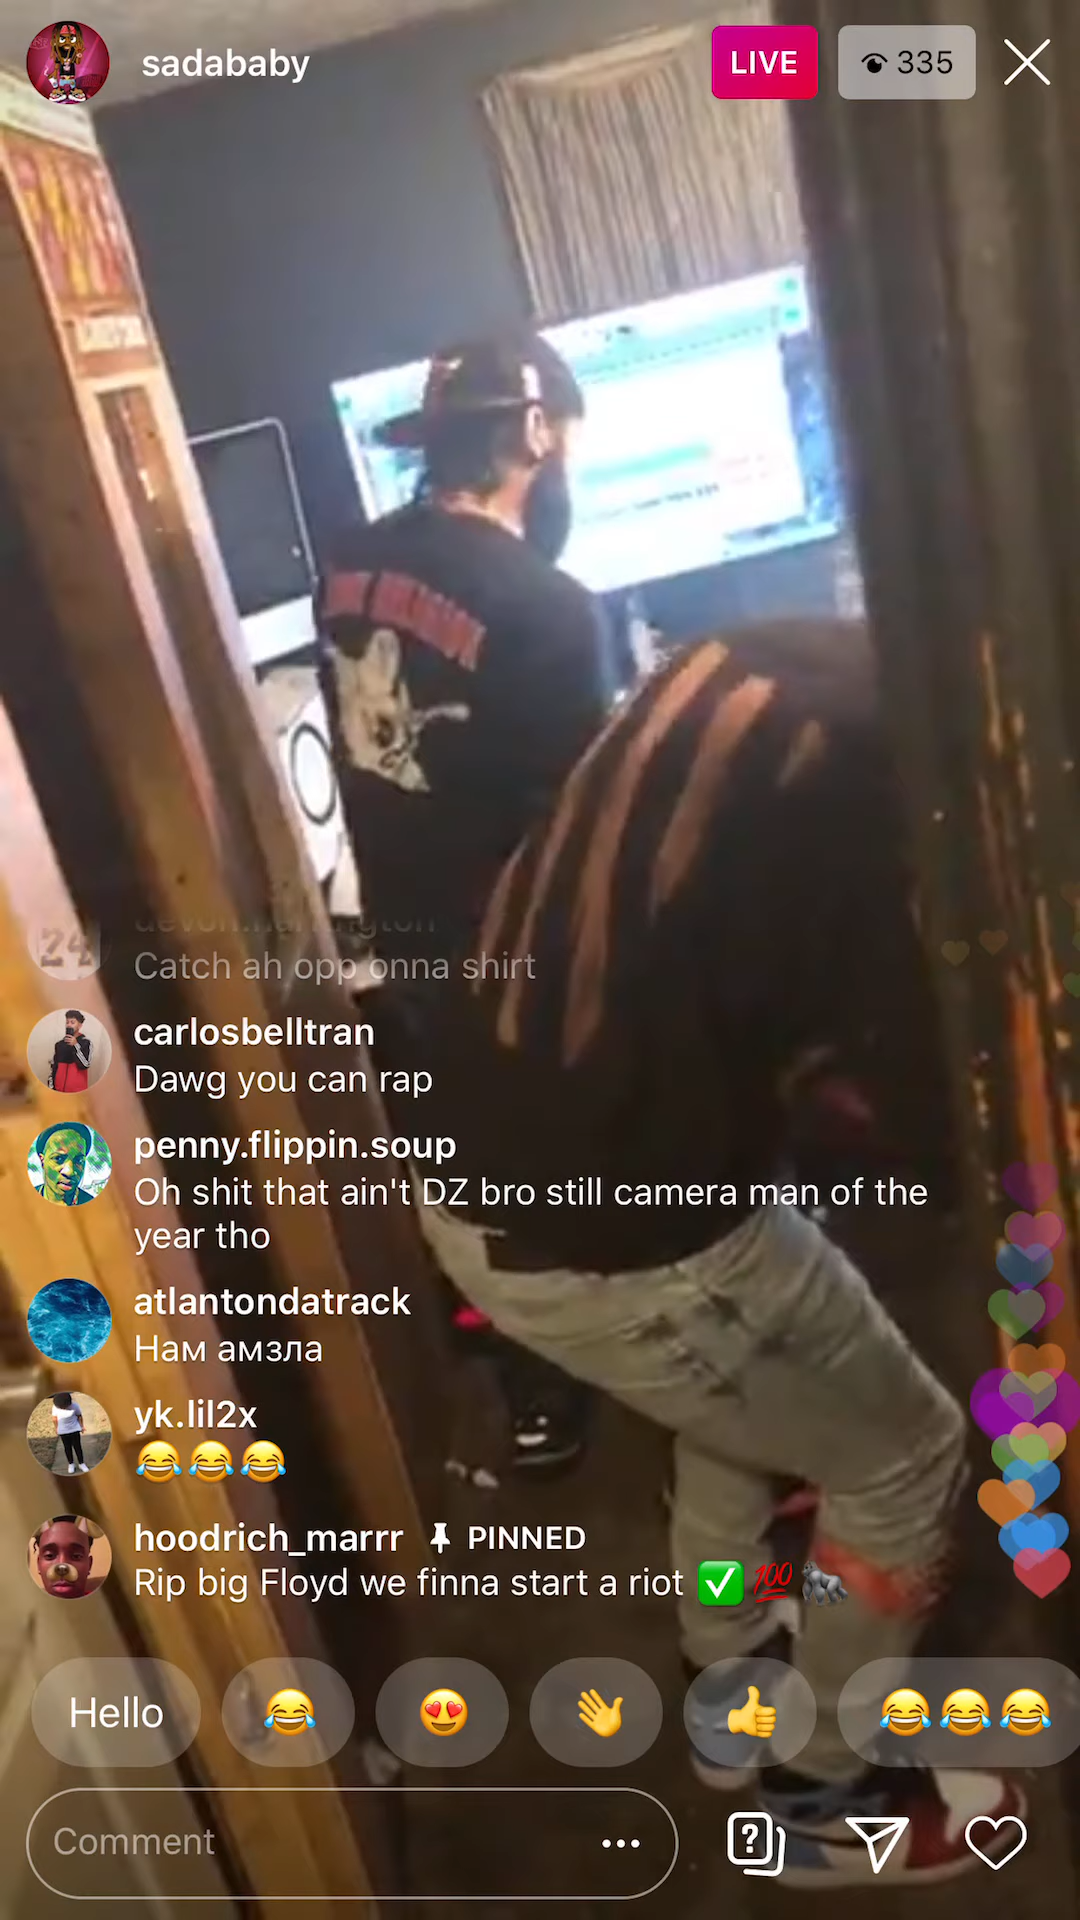 sadababy
LIVE
335
24
Catch ah opp onna shirt
carlosbelltran
Dawg you can rap
penny.flippin.soup
Oh shit that ain't DZ bro still camera man of the
year tho
atlantondatrack
Нам амзла
yk.lil2x
😂😂😂
hoodrich_marrr PINNED
Rip big Floyd we finna start a riot ✅💯🦍
Hello 😂 😍 👋 👍 😂😂😂
Comment